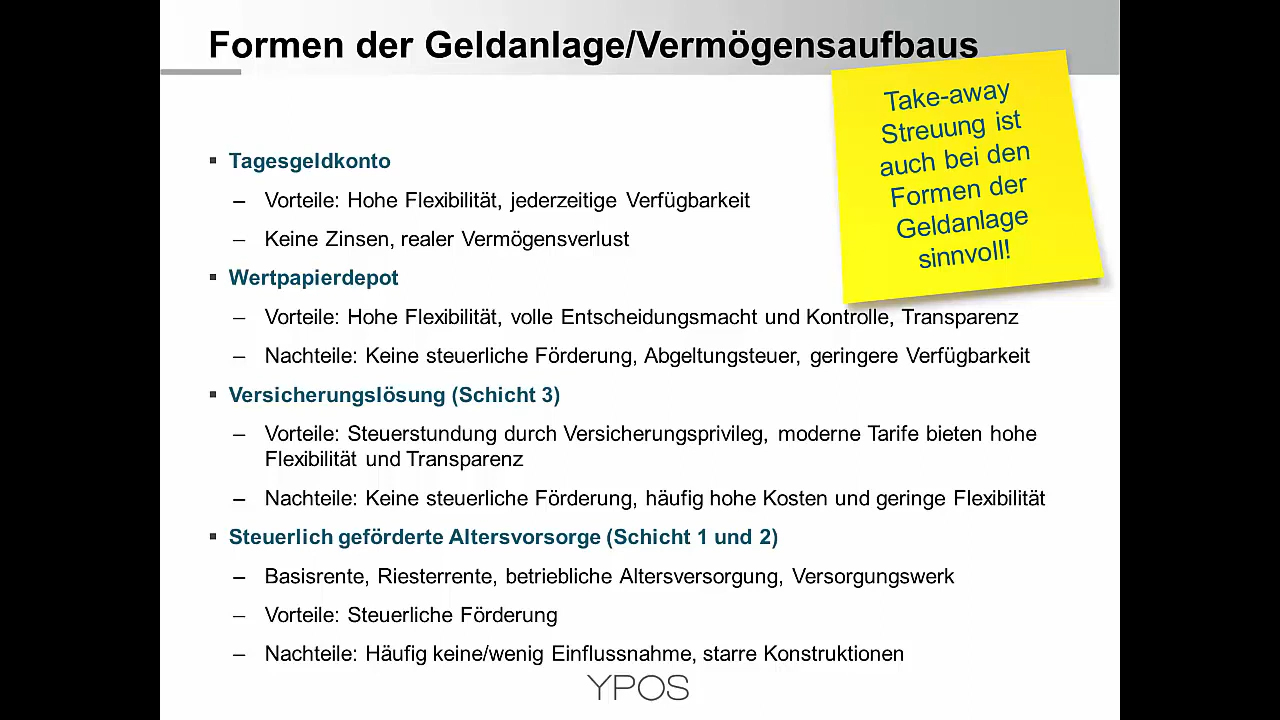 Formen der Geldanlage/Vermögensaufbaus
Take-away
Streuung ist
auch bei den
Formen der
Geldanlage
sinnvoll!
▪ Tagesgeldkonto
– Vorteile: Hohe Flexibilität, jederzeitige Verfügbarkeit
– Keine Zinsen, realer Vermögensverlust
▪ Wertpapierdepot
– Vorteile: Hohe Flexibilität, volle Entscheidungsmacht und Kontrolle, Transparenz
– Nachteile: Keine steuerliche Förderung, Abgeltungsteuer, geringere Verfügbarkeit
▪ Versicherungslösung (Schicht 3)
– Vorteile: Steuerstundung durch Versicherungsprivileg, moderne Tarife bieten hohe
Flexibilität und Transparenz
– Nachteile: Keine steuerliche Förderung, häufig hohe Kosten und geringe Flexibilität
▪ Steuerlich geförderte Altersvorsorge (Schicht 1 und 2)
– Basisrente, Riesterrente, betriebliche Altersversorgung, Versorgungswerk
– Vorteile: Steuerliche Förderung
– Nachteile: Häufig keine/wenig Einflussnahme, starre Konstruktionen
YPOS